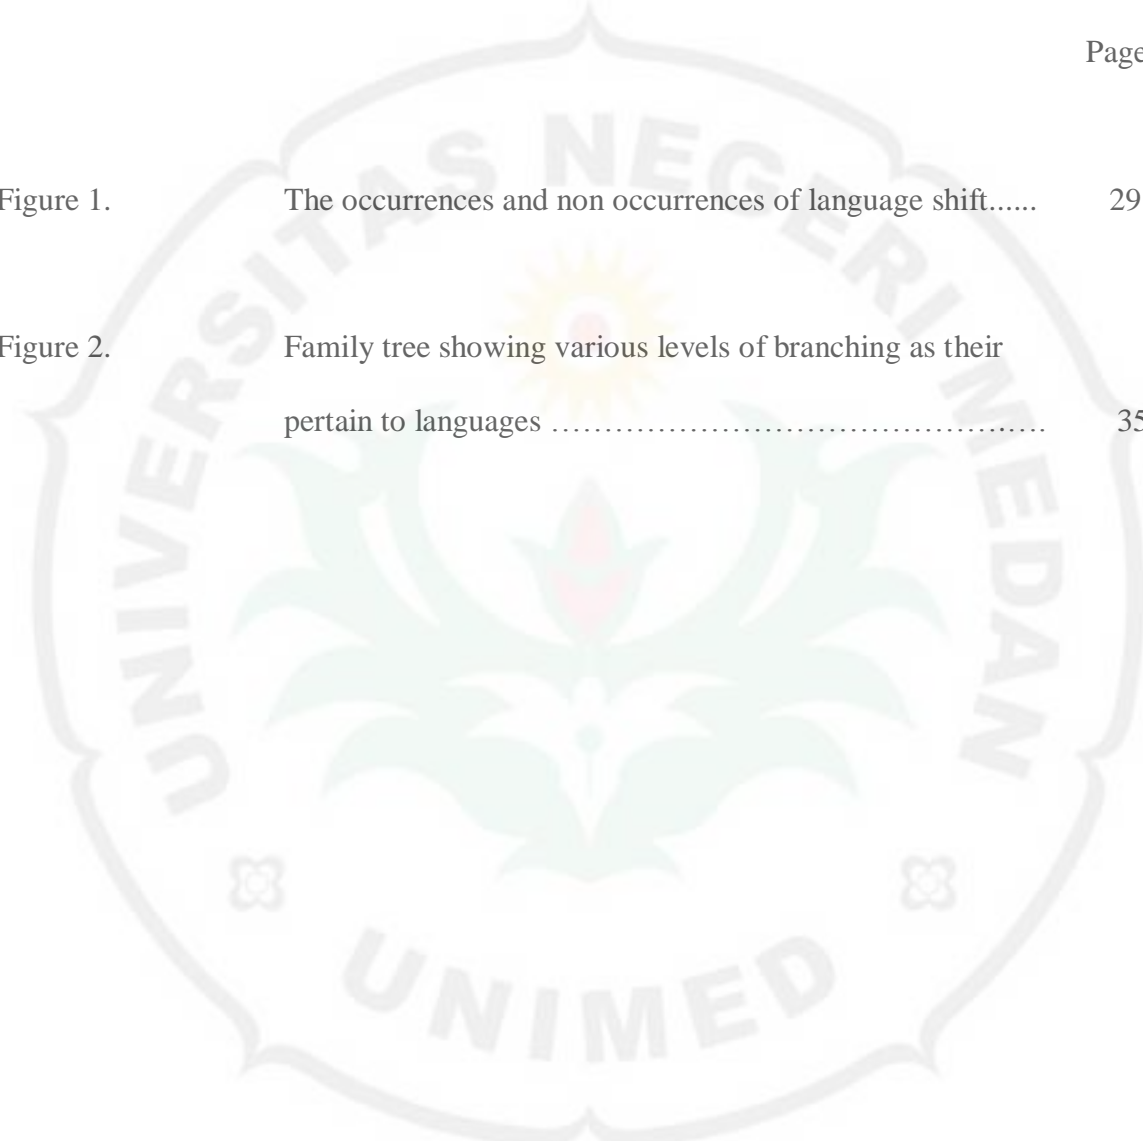 Page
Figure 1. The occurrences and non occurrences of language shift...... 29
Figure 2. Family tree showing various levels of branching as their
pertain to languages ……………………………………..…. 35
UNIVERSITAS NEGERI MEDAN
UNIMED